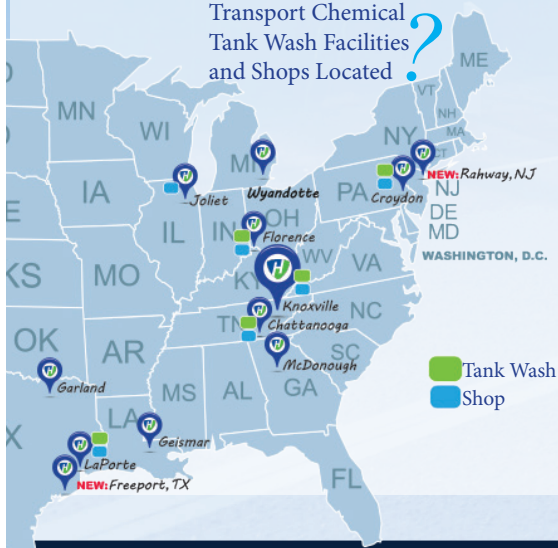 Transport Chemical
Tank Wash Facilities
and Shops Located ?
ME
VT
MN
NH
WI
NY
MA
MI
CT
NEW: Rahway, NJ
Wyandotte
Joliet
PA
Croydon
NJ
IA
OH
DE
IN
MD
Florence
IL
WV
WASHINGTON, D.C.
VA
KS
MO
KY
Knoxville
NC
TN
Chattanooga
OK
AR
SC
McDonough
Tank Wash
Garland
MS
AL
GA
Shop
LA
Geismar
LaPorte
FL
NEW: Freeport, TX